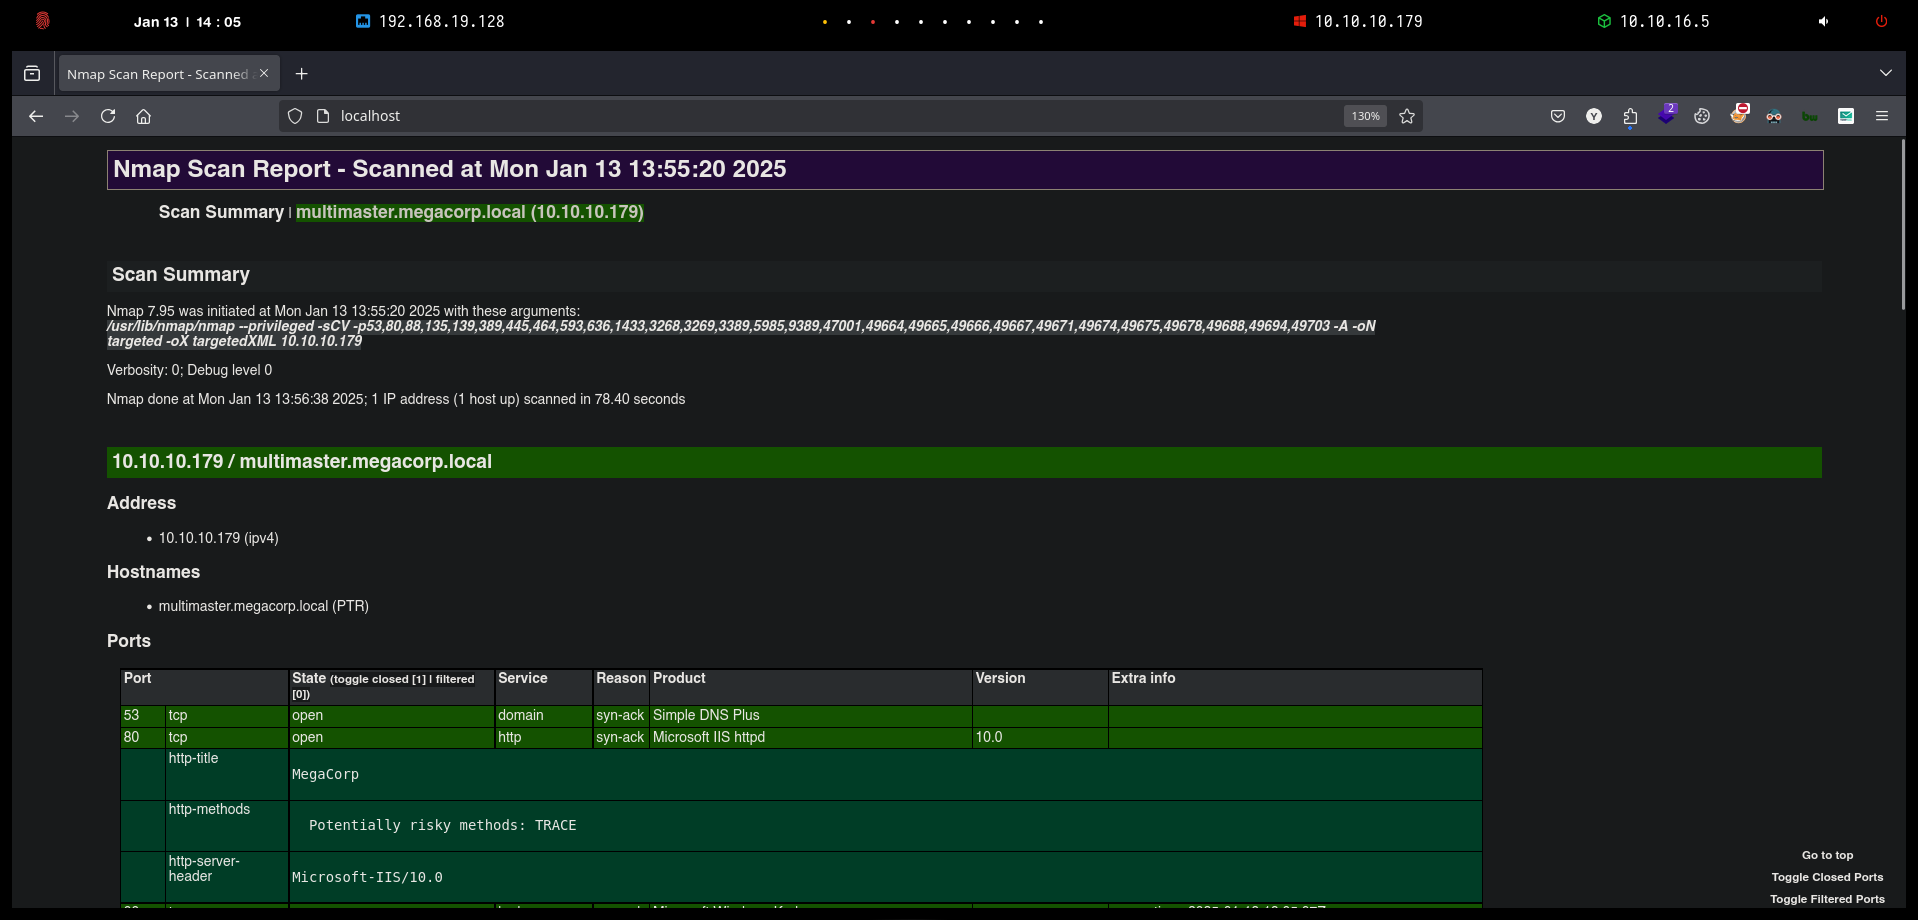 Jan 13 | 14 : 05
192.168.19.128
10.10.10.179
10.10.16.5
Nmap Scan Report - Scanned
localhost
130%
2
Nmap Scan Report - Scanned at Mon Jan 13 13:55:20 2025
Scan Summary | multimaster.megacorp.local (10.10.10.179)
Scan Summary
Nmap 7.95 was initiated at Mon Jan 13 13:55:20 2025 with these arguments:
/usr/lib/nmap/nmap --privileged -sCV -p53,80,88,135,139,389,445,464,593,636,1433,3268,3269,3389,5985,9389,47001,49664,49665,49666,49667,49671,49674,49675,49678,49688,49694,49703 -A -oN
targeted -oX targetedXML 10.10.10.179
Verbosity: 0; Debug level 0
Nmap done at Mon Jan 13 13:56:38 2025; 1 IP address (1 host up) scanned in 78.40 seconds
10.10.10.179 / multimaster.megacorp.local
Address
• 10.10.10.179 (ipv4)
Hostnames
• multimaster.megacorp.local (PTR)
Ports
Port State (toggle closed [1] | filtered [0]) Service Reason Product Version Extra info
53 tcp open domain syn-ack Simple DNS Plus
80 tcp open http syn-ack Microsoft IIS httpd 10.0
http-title
MegaCorp
http-methods
Potentially risky methods: TRACE
http-server-
header
Microsoft-IIS/10.0
Go to top
Toggle Closed Ports
Toggle Filtered Ports